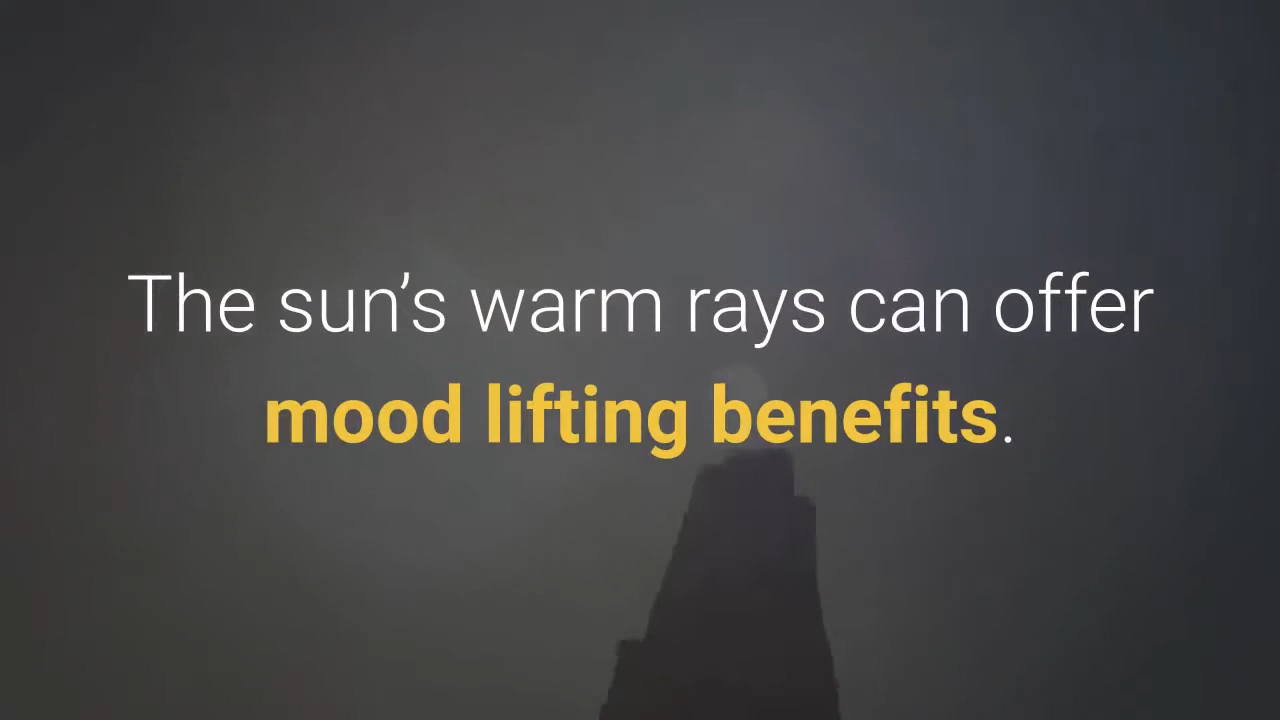 The sun’s warm rays can offer
mood lifting benefits.